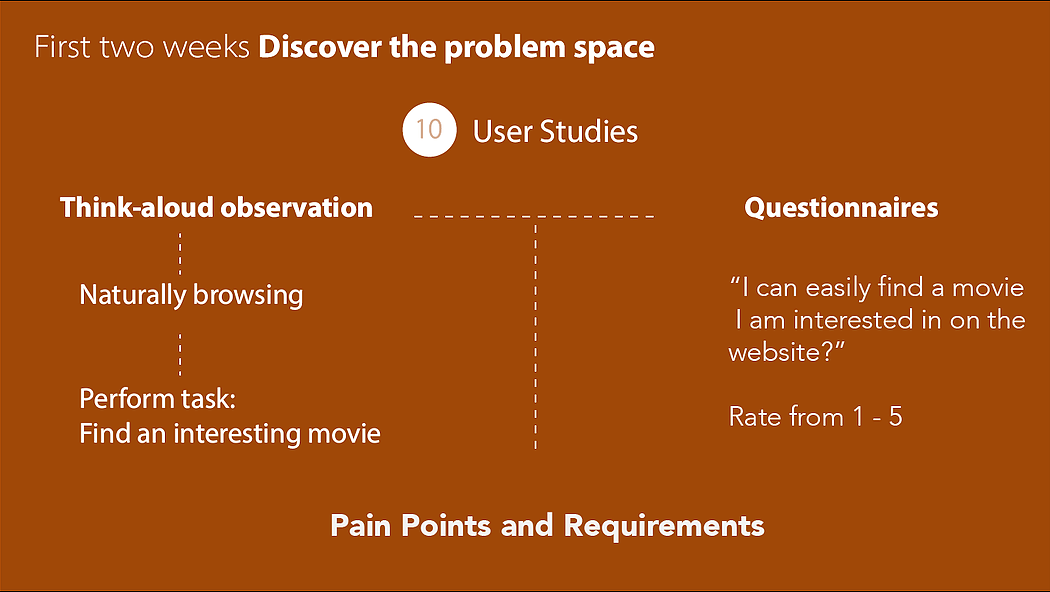 First two weeks Discover the problem space
10 User Studies
Think-aloud observation
Naturally browsing
Perform task:
Find an interesting movie
Questionnaires
“I can easily find a movie
I am interested in on the
website?”
Rate from 1 - 5
Pain Points and Requirements